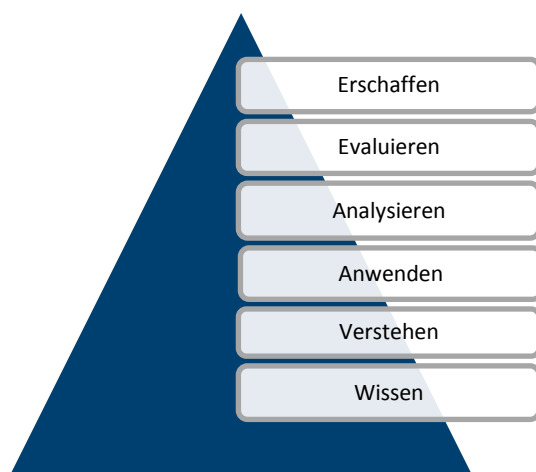 Erschaffen
Evaluieren
Analysieren
Anwenden
Verstehen
Wissen